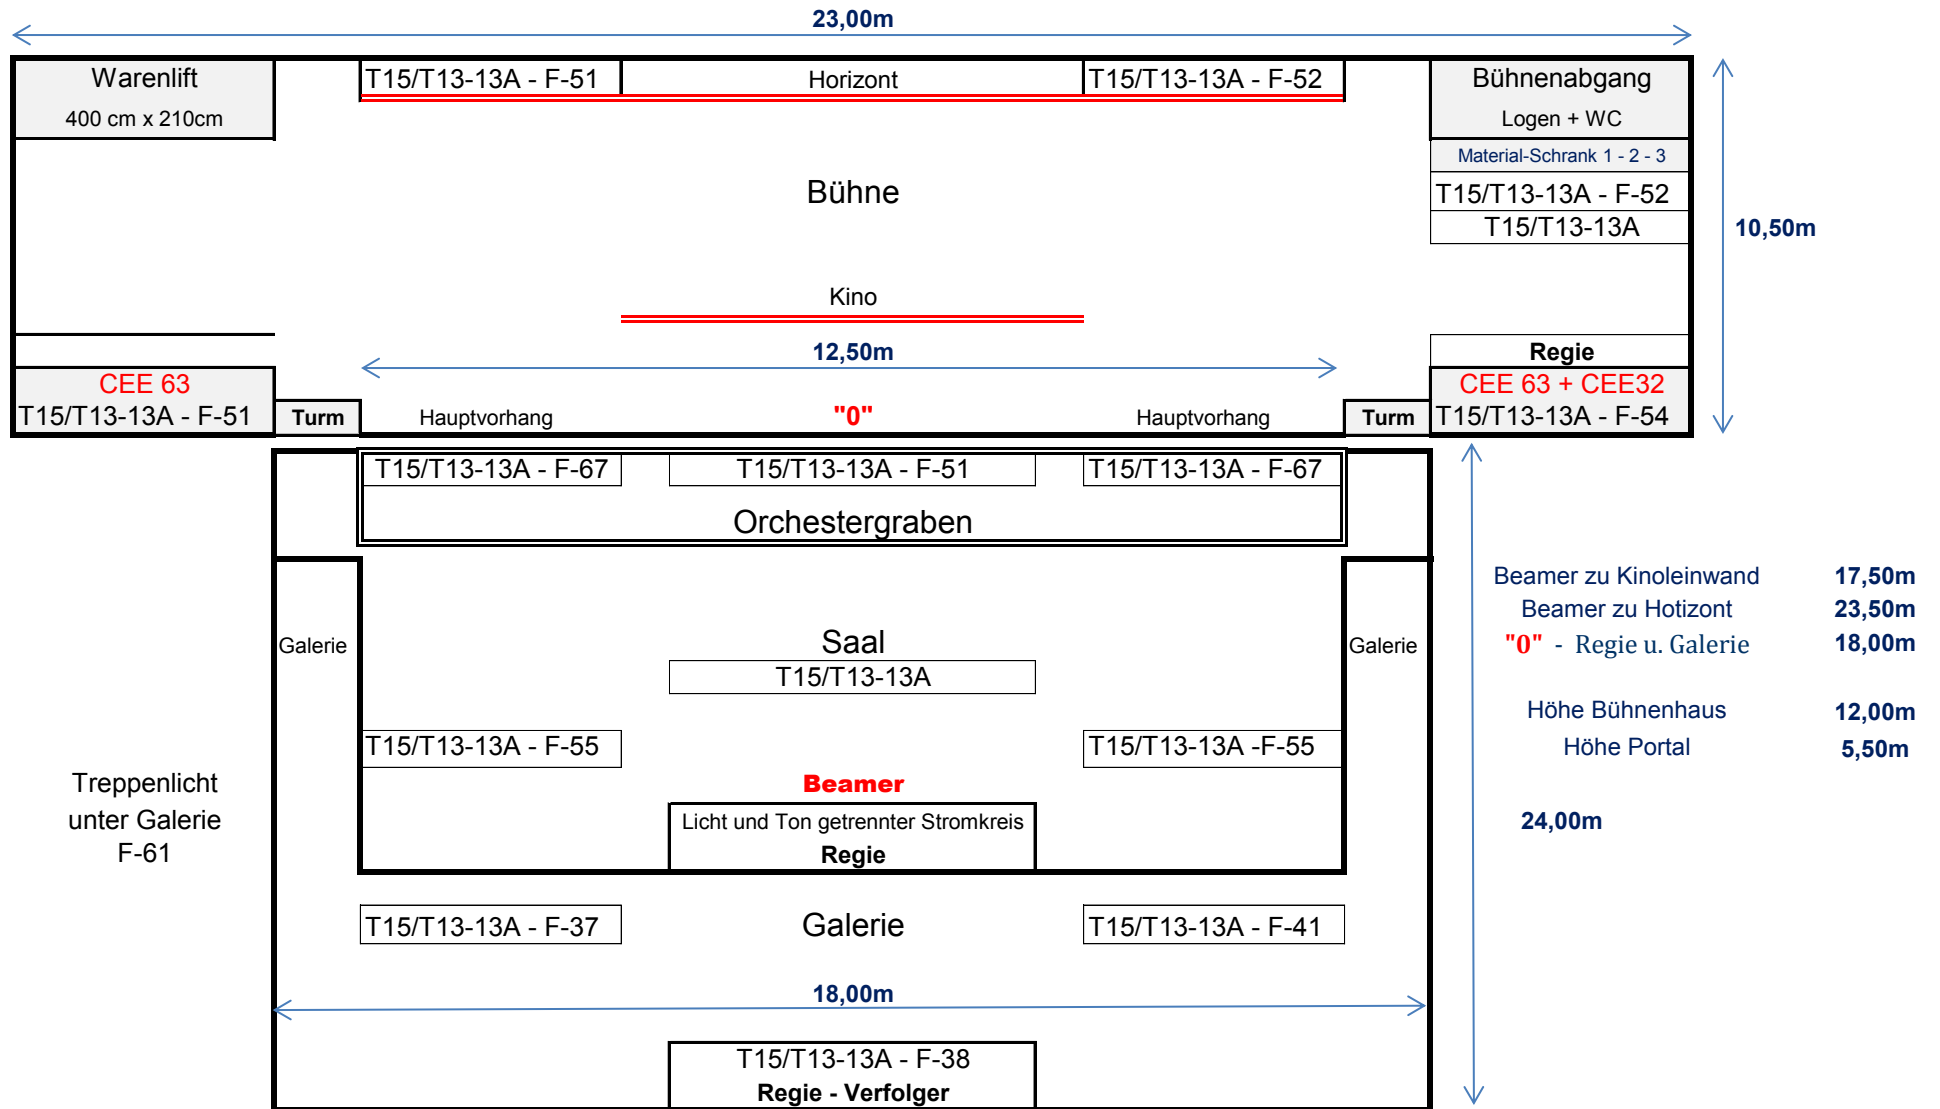 23,00m
Warenlift
400 cm x 210cm
T15/T13-13A - F-51
Horizont
T15/T13-13A - F-52
Bühnenabgang
Logen + WC
Material-Schrank 1 - 2 - 3
Bühne
T15/T13-13A - F-52
T15/T13-13A
10,50m
Kino
12,50m
Regie
CEE 63
T15/T13-13A - F-51
Turm
Hauptvorhang
"0"
Hauptvorhang
Turm
CEE 63 + CEE32
T15/T13-13A - F-54
T15/T13-13A - F-67
T15/T13-13A - F-51
T15/T13-13A - F-67
Orchestergraben
Beamer zu Kinoleinwand 17,50m
Beamer zu Hotizont 23,50m
"0" - Regie u. Galerie 18,00m
Galerie
Saal
Galerie
T15/T13-13A
Höhe Bühnenhaus 12,00m
Höhe Portal 5,50m
T15/T13-13A - F-55
T15/T13-13A -F-55
Treppenlicht
unter Galerie
F-61
Beamer
Licht und Ton getrennter Stromkreis
Regie
24,00m
T15/T13-13A - F-37
Galerie
T15/T13-13A - F-41
18,00m
T15/T13-13A - F-38
Regie - Verfolger